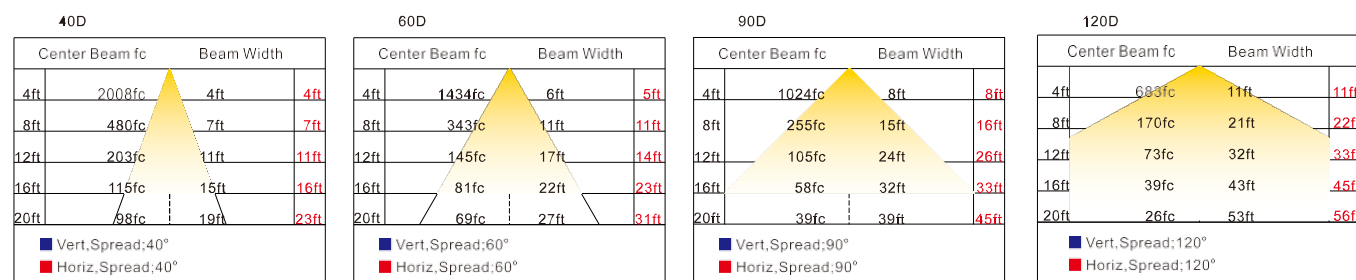 40D
Center Beam fc Beam Width
4ft 2008fc 4ft 4ft
8ft 480fc 7ft 7ft
12ft 203fc 11ft 11ft
16ft 115fc 15ft 16ft
20ft 98fc 19ft 23ft
Vert,Spread;40°
Horiz,Spread;40°
60D
Center Beam fc Beam Width
4ft 1434fc 6ft 5ft
8ft 343fc 11ft 11ft
12ft 145fc 17ft 14ft
16ft 81fc 22ft 23ft
20ft 69fc 27ft 31ft
Vert,Spread;60°
Horiz,Spread;60°
90D
Center Beam fc Beam Width
4ft 1024fc 8ft 8ft
8ft 255fc 15ft 16ft
12ft 105fc 24ft 26ft
16ft 58fc 32ft 33ft
20ft 39fc 39ft 45ft
Vert,Spread;90°
Horiz,Spread;90°
120D
Center Beam fc Beam Width
4ft 683fc 11ft 11ft
8ft 170fc 21ft 22ft
12ft 73fc 32ft 33ft
16ft 39fc 43ft 45ft
20ft 26fc 53ft 56ft
Vert,Spread;120°
Horiz,Spread;120°